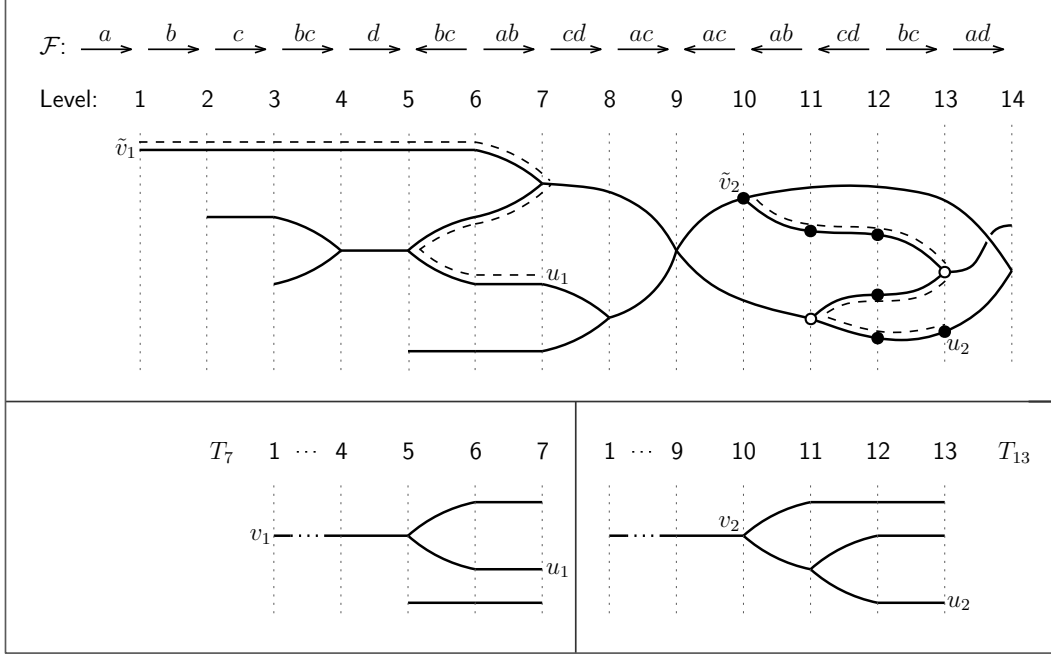 F: a b c bc d bc ab cd ac ac ab cd bc ad
Level: 1 2 3 4 5 6 7 8 9 10 11 12 13 14
ṽ₁
ṽ₂
u₁
u₂
T₇ 1 ··· 4 5 6 7
v₁
u₁
1 ··· 9 10 11 12 13 T₁₃
v₂
u₂